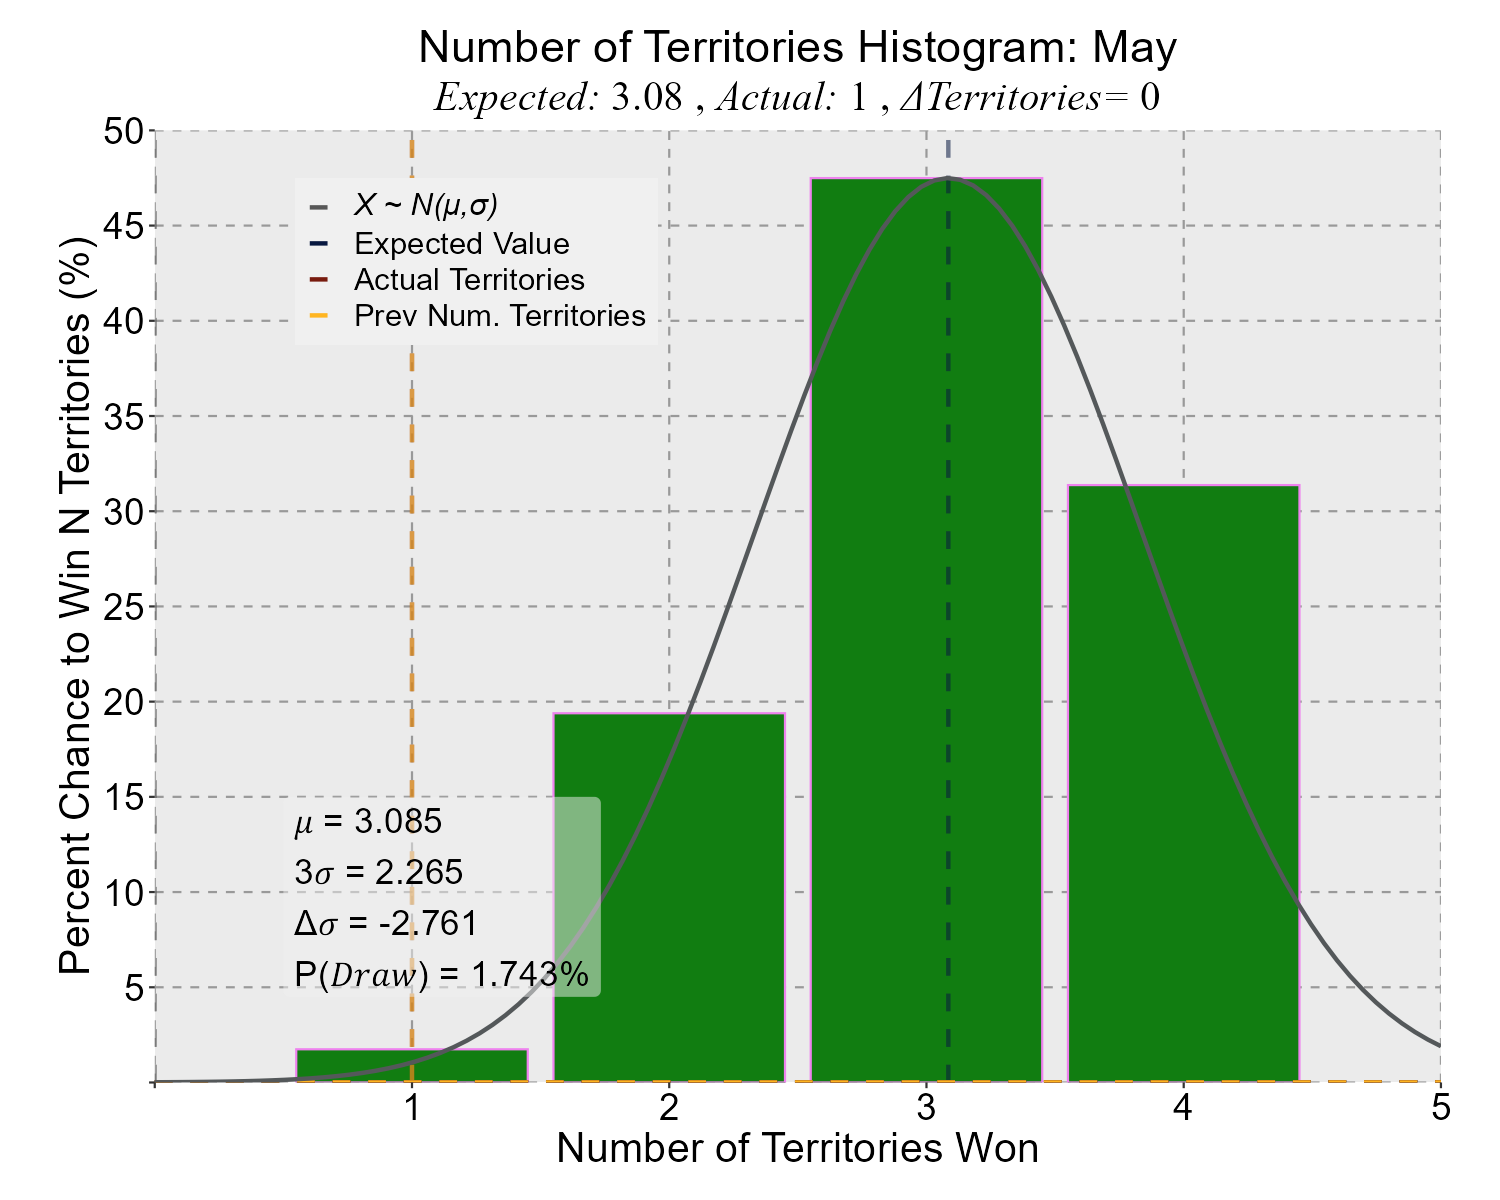 Number of Territories Histogram: May
Expected: 3.08 , Actual: 1 , ΔTerritories= 0
Percent Chance to Win N Territories (%)
50
45
40
35
30
25
20
15
10
5
X ~ N(μ,σ)
Expected Value
Actual Territories
Prev Num. Territories
μ = 3.085
3σ = 2.265
Δσ = -2.761
P(Draw) = 1.743%
1 2 3 4 5
Number of Territories Won